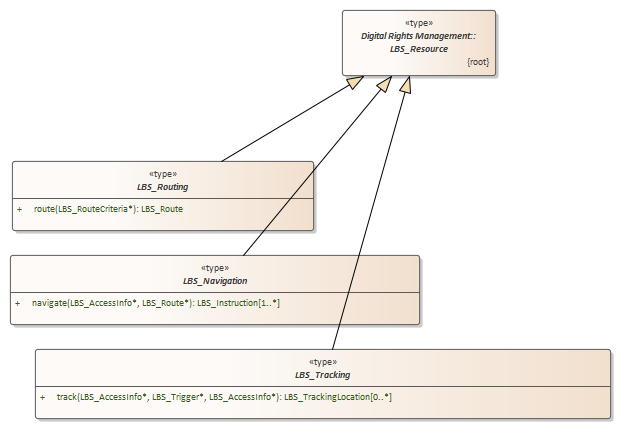 «type»
Digital Rights Management::
LBS_Resource
{root}
«type»
LBS_Routing
+ route(LBS_RouteCriteria*): LBS_Route
«type»
LBS_Navigation
+ navigate(LBS_AccessInfo*, LBS_Route*): LBS_Instruction[1..*]
«type»
LBS_Tracking
+ track(LBS_AccessInfo*, LBS_Trigger*, LBS_AccessInfo*): LBS_TrackingLocation[0..*]